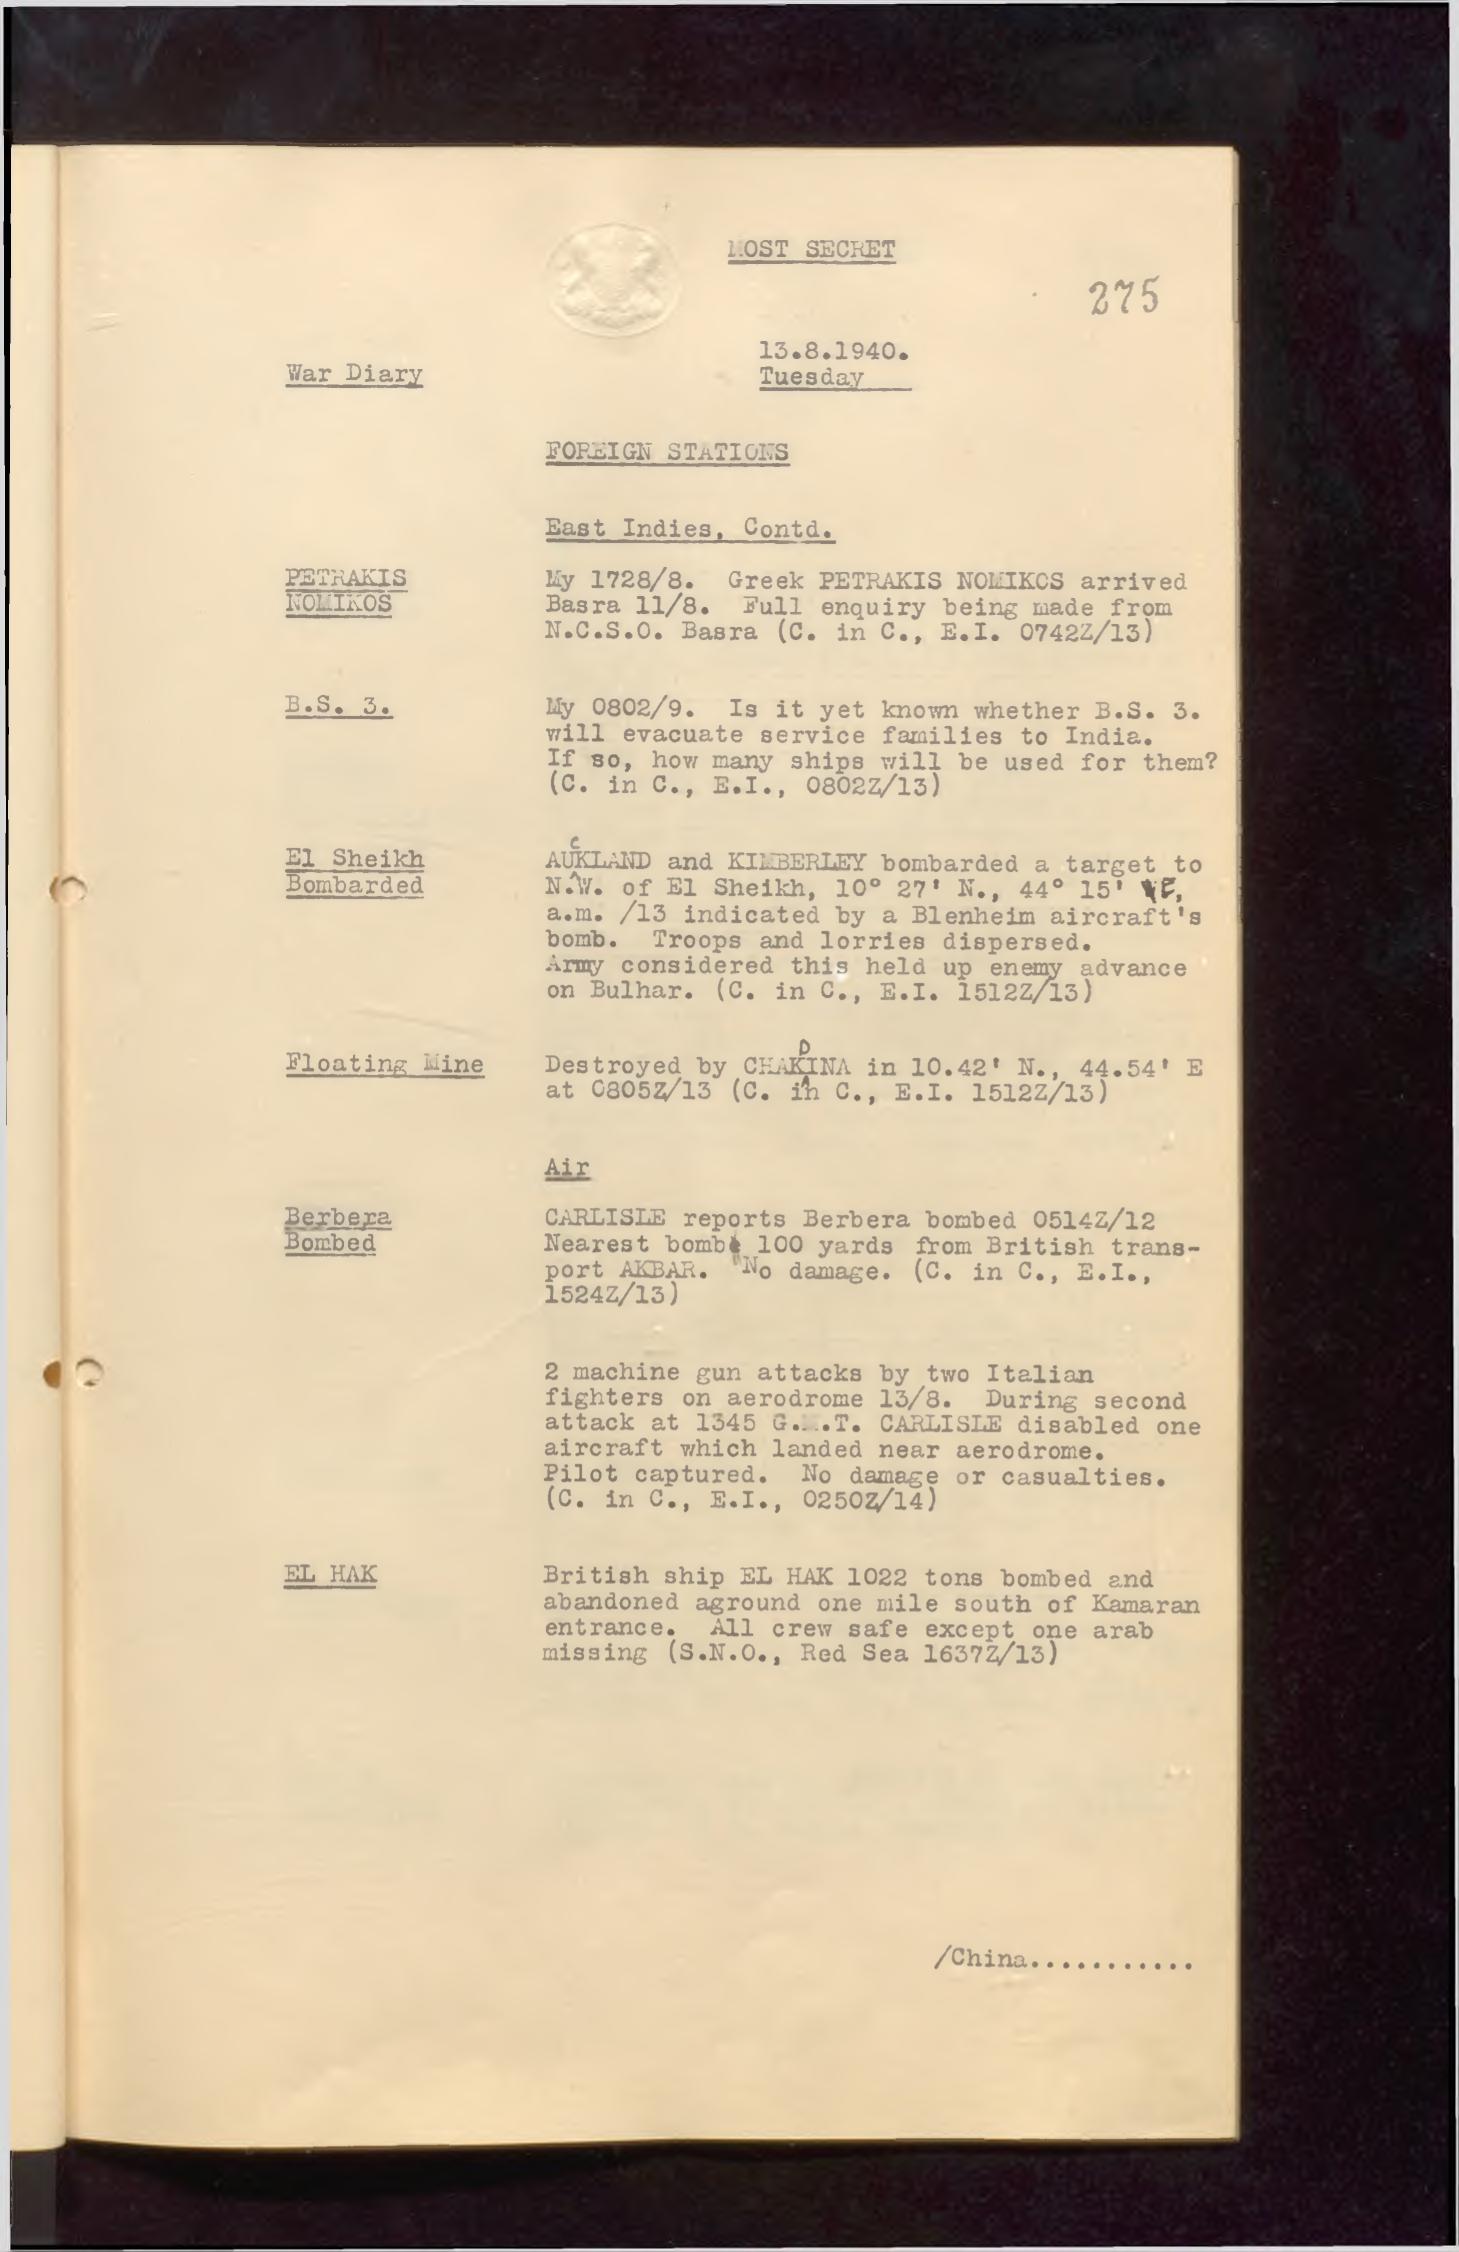 MOST SECRET
275
13.8.1940.
War Diary
Tuesday
FOREIGN STATIONS
East Indies, Contd.
PETRAKIS
NOMIKOS
My 1728/8. Greek PETRAKIS NOMIKOS arrived
Basra 11/8. Full enquiry being made from
N.C.S.O. Basra (C. in C., E.I. 0742Z/13)
B.S. 3.
My 0802/9. Is it yet known whether B.S. 3.
will evacuate service families to India.
If so, how many ships will be used for them?
(C. in C., E.I., 0802Z/13)
El Sheikh
Bombarded
AUCKLAND and KIMBERLEY bombarded a target to
N.W. of El Sheikh, 10° 27' N., 44° 15' E,
a.m. /13 indicated by a Blenheim aircraft's
bomb. Troops and lorries dispersed.
Army considered this held up enemy advance
on Bulhar. (C. in C., E.I. 1512Z/13)
Floating Mine
Destroyed by CHAKDINA in 10.42' N., 44.54' E
at 0805Z/13 (C. in C., E.I. 1512Z/13)
Air
Berbera
Bombed
CARLISLE reports Berbera bombed 0514Z/12
Nearest bomb 100 yards from British trans-
port AKBAR. No damage. (C. in C., E.I.,
1524Z/13)
2 machine gun attacks by two Italian
fighters on aerodrome 13/8. During second
attack at 1345 G.M.T. CARLISLE disabled one
aircraft which landed near aerodrome.
Pilot captured. No damage or casualties.
(C. in C., E.I., 0250Z/14)
EL HAK
British ship EL HAK 1022 tons bombed and
abandoned aground one mile south of Kamaran
entrance. All crew safe except one arab
missing (S.N.O., Red Sea 1637Z/13)
/China...........